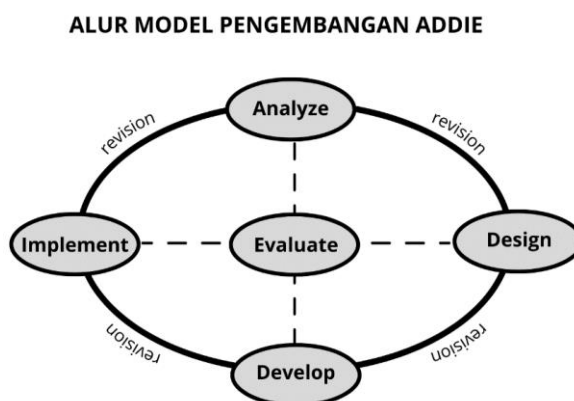 ALUR MODEL PENGEMBANGAN ADDIE
Analyze
revision
revision
Implement
Evaluate
Design
revision
revision
Develop